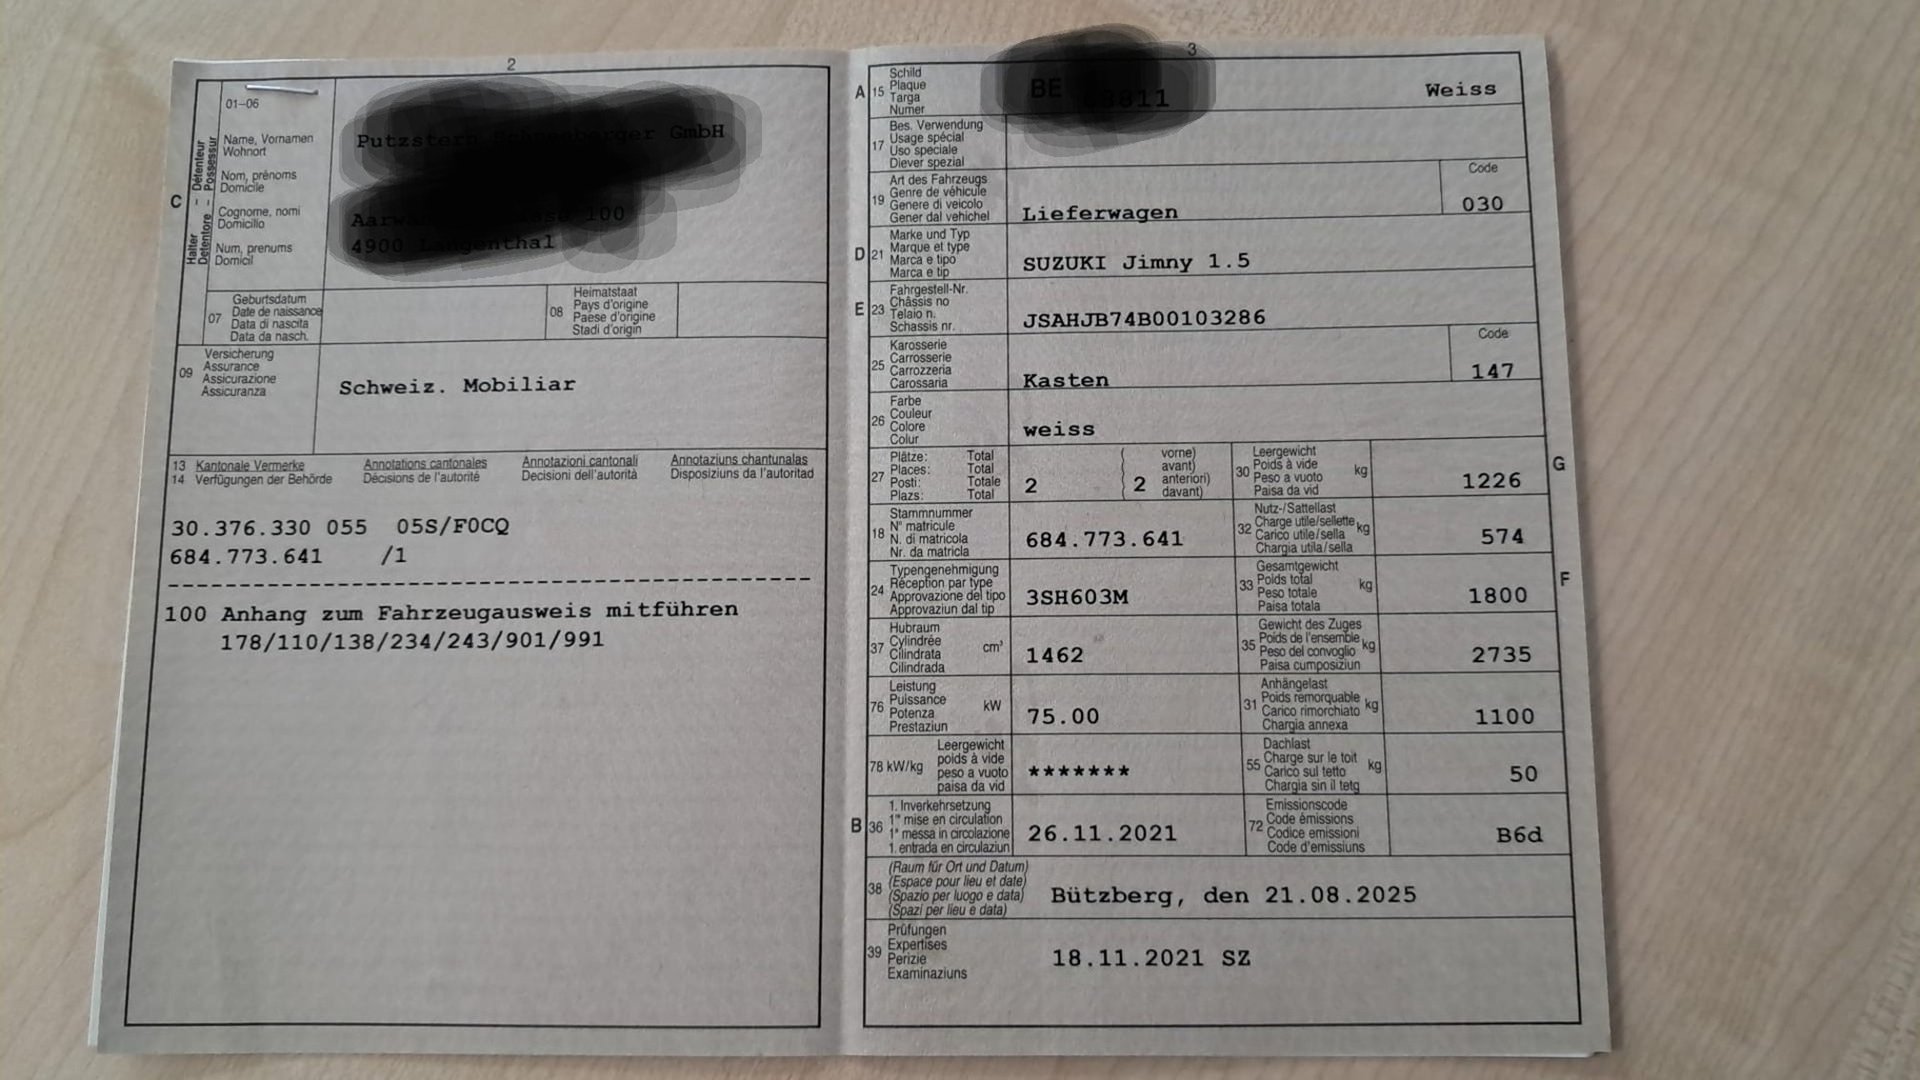 2
01–06
Name, Vornamen
Wohnort
Nom, prénoms
Domicile
Cognome, nomi
Domicilio
Num, prenums
Domicil
C
Halter – Détenteur
Detentore – Possessur
07
Geburtsdatum
Date de naissance
Data di nascita
Data da nasch.
08
Heimatstaat
Pays d'origine
Paese d'origine
Stadi d'origin
09
Versicherung
Assurance
Assicurazione
Assicuranza
Schweiz. Mobiliar
13 Kantonale Vermerke Annotations cantonales Annotazioni cantonali Annotaziuns chantunalas
14 Verfügungen der Behörde Décisions de l'autorité Decisioni dell'autorità Disposiziuns da l'autoritad
30.376.330 055 05S/F0CQ
684.773.641 /1
100 Anhang zum Fahrzeugausweis mitführen
178/110/138/234/243/901/991
3
A 15
Schild
Plaque
Targa
Numer
Weiss
17
Bes. Verwendung
Usage spécial
Uso speciale
Diever spezial
19
Art des Fahrzeugs
Genre de véhicule
Genere di veicolo
Gener dal vehichel
Lieferwagen
Code
030
D 21
Marke und Typ
Marque et type
Marca e tipo
Marca e tip
SUZUKI Jimny 1.5
E 23
Fahrgestell-Nr.
Châssis no
Telaio n.
Schassis nr.
JSAHJB74B00103286
25
Karosserie
Carrosserie
Carrozzeria
Carossaria
Kasten
Code
147
26
Farbe
Couleur
Colore
Colur
weiss
27
Plätze: Total
Places: Total
Posti: Totale
Plazs: Total
2
( vorne)
( avant)
( anteriori)
( davant)
2
30
Leergewicht
Poids à vide
Peso a vuoto
Paisa da vid
kg
1226
G
18
Stammnummer
N° matricule
N. di matricola
Nr. da matricla
684.773.641
32
Nutz-/Sattellast
Charge utile/sellette
Carico utile/sella
Chargia utila/sella
kg
574
24
Typengenehmigung
Réception par type
Approvazione del tipo
Approvaziun dal tip
3SH603M
33
Gesamtgewicht
Poids total
Peso totale
Paisa totala
kg
1800
F
37
Hubraum
Cylindrée
Cilindrata
Cilindrada
cm³
1462
35
Gewicht des Zuges
Poids de l'ensemble
Peso del convoglio
Paisa cumposiziun
kg
2735
76
Leistung
Puissance
Potenza
Prestaziun
kW
75.00
31
Anhängelast
Poids remorquable
Carico rimorchiato
Chargia annexa
kg
1100
78 kW/kg
Leergewicht
poids à vide
peso a vuoto
paisa da vid
*******
55
Dachlast
Charge sur le toit
Carico sul tetto
Chargia sin il tetg
kg
50
B 36
1. Inverkehrsetzung
1re mise en circulation
1a messa in circolazione
1. entrada en circulaziun
26.11.2021
72
Emissionscode
Code émissions
Codice emissioni
Code d'emissiuns
B6d
38
(Raum für Ort und Datum)
(Espace pour lieu et date)
(Spazio per luogo e data)
(Spazi per lieu e data)
Bützberg, den 21.08.2025
39
Prüfungen
Expertises
Perizie
Examinaziuns
18.11.2021 SZ